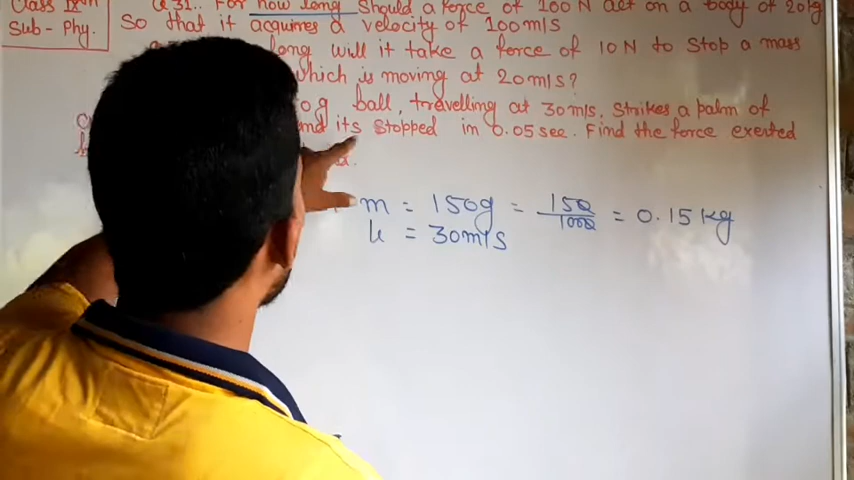 Class IXth
Sub - Phy.
Q 31. For how long should a force of 100 N act on a body of 20kg
so that it acquires a velocity of 100m/s
long will it take a force of 10 N to Stop a mass
which is moving at 20m/s?
g ball, travelling at 30m/s, strikes a palm of
and its stopped in 0.05 sec. Find the force exerted
m = 150g = 150/1000 = 0.15 kg
u = 30m/s